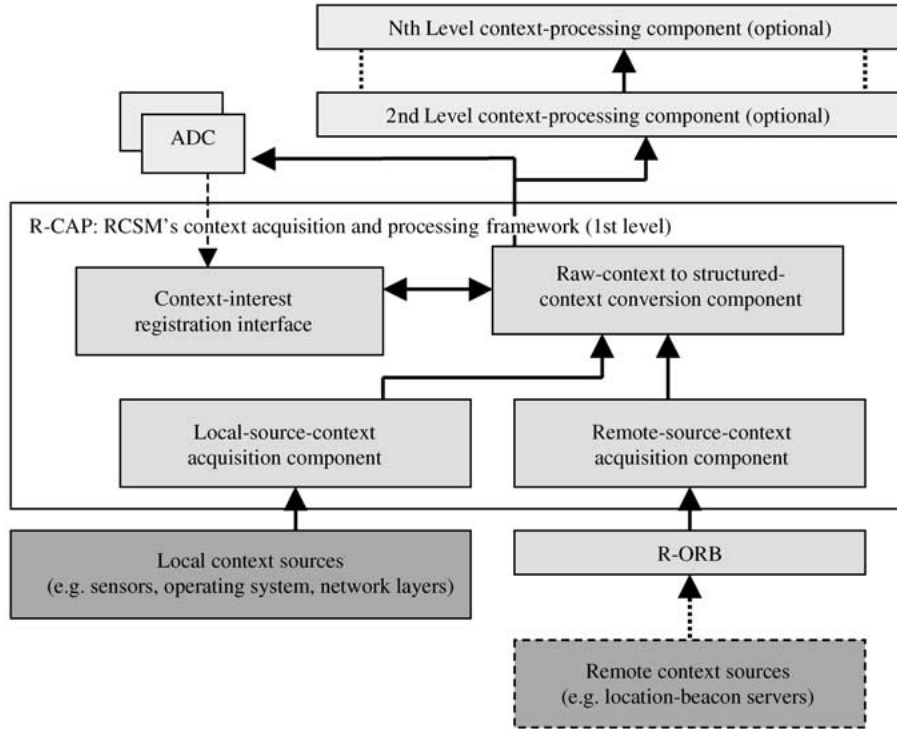 Nth Level context-processing component (optional)
2nd Level context-processing component (optional)
ADC
R-CAP: RCSM's context acquisition and processing framework (1st level)
Context-interest
registration interface
Raw-context to structured-
context conversion component
Local-source-context
acquisition component
Remote-source-context
acquisition component
Local context sources
(e.g. sensors, operating system, network layers)
R-ORB
Remote context sources
(e.g. location-beacon servers)